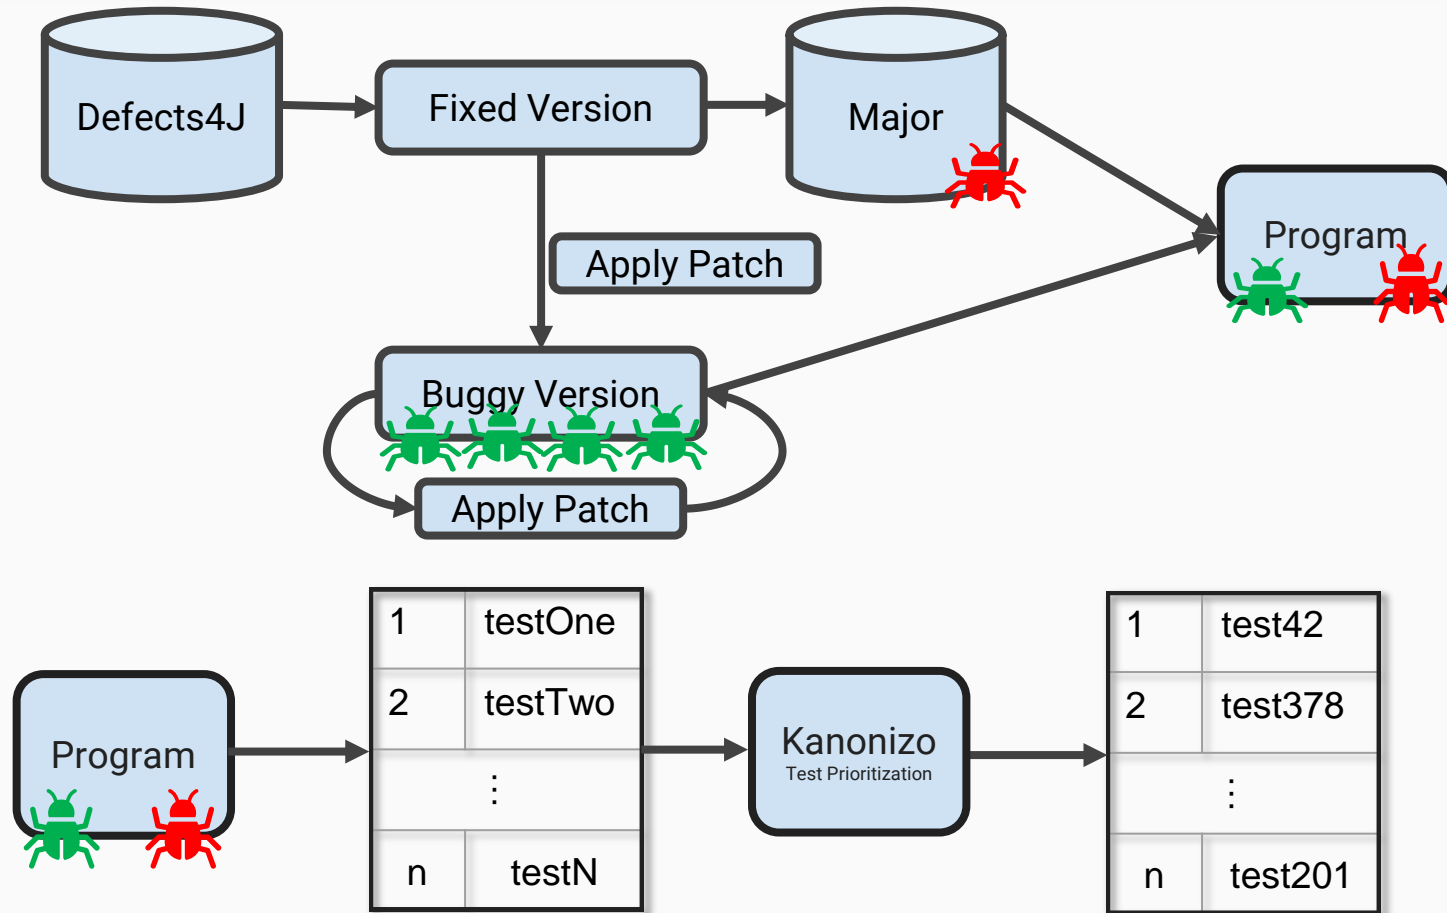 Defects4J
Fixed Version
Major
Program
Apply Patch
Buggy Version
Apply Patch
Program
1 testOne
2 testTwo
⋮
n testN
Kanonizo
Test Prioritization
1 test42
2 test378
⋮
n test201